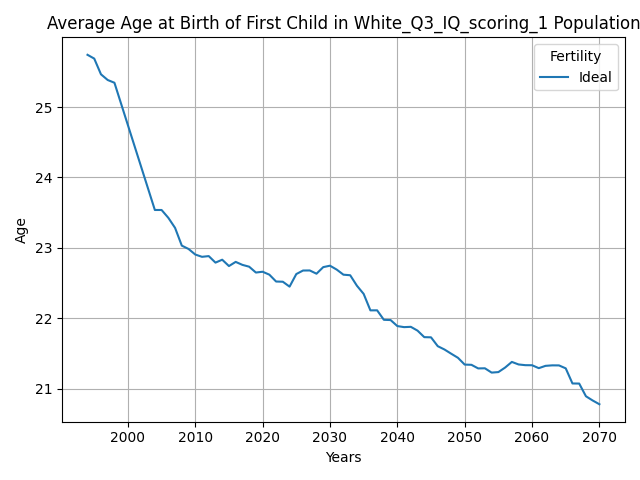 Average Age at Birth of First Child in White_Q3_IQ_scoring_1 Population
Fertility
Ideal
25
24
23
22
21
Age
2000 2010 2020 2030 2040 2050 2060 2070
Years